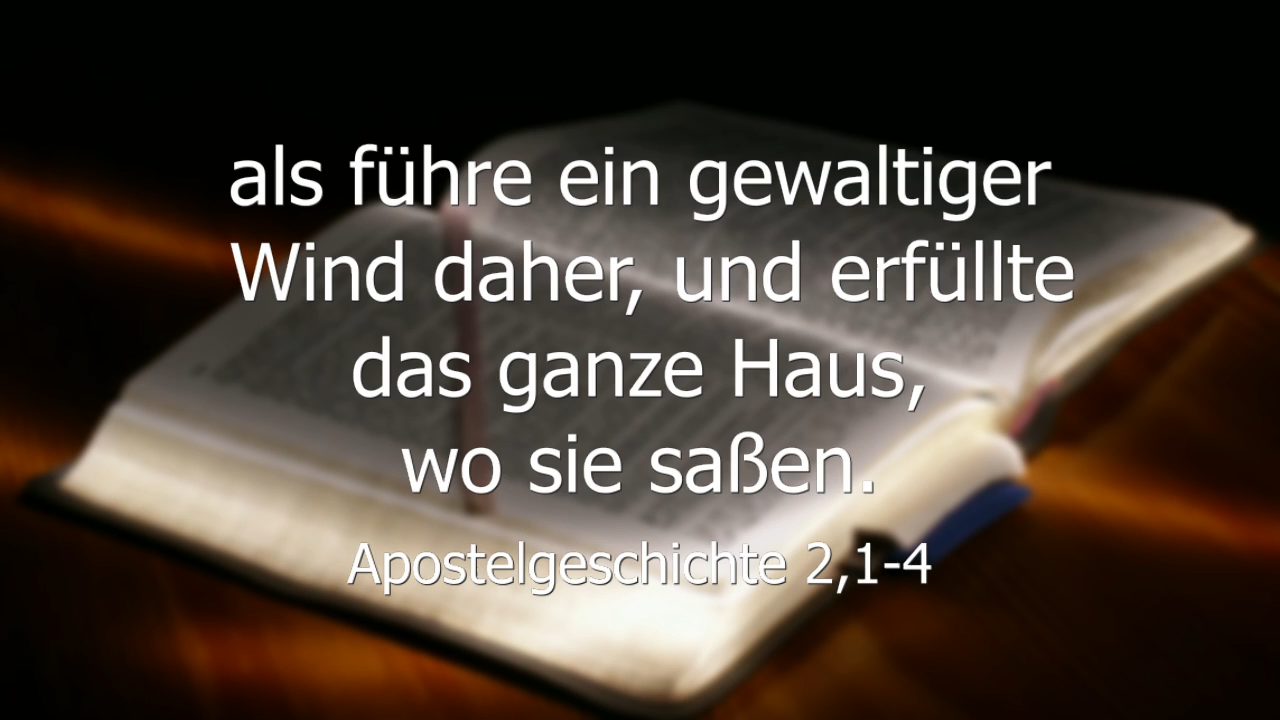 als führe ein gewaltiger
Wind daher, und erfüllte
das ganze Haus,
wo sie saßen.
Apostelgeschichte 2,1-4